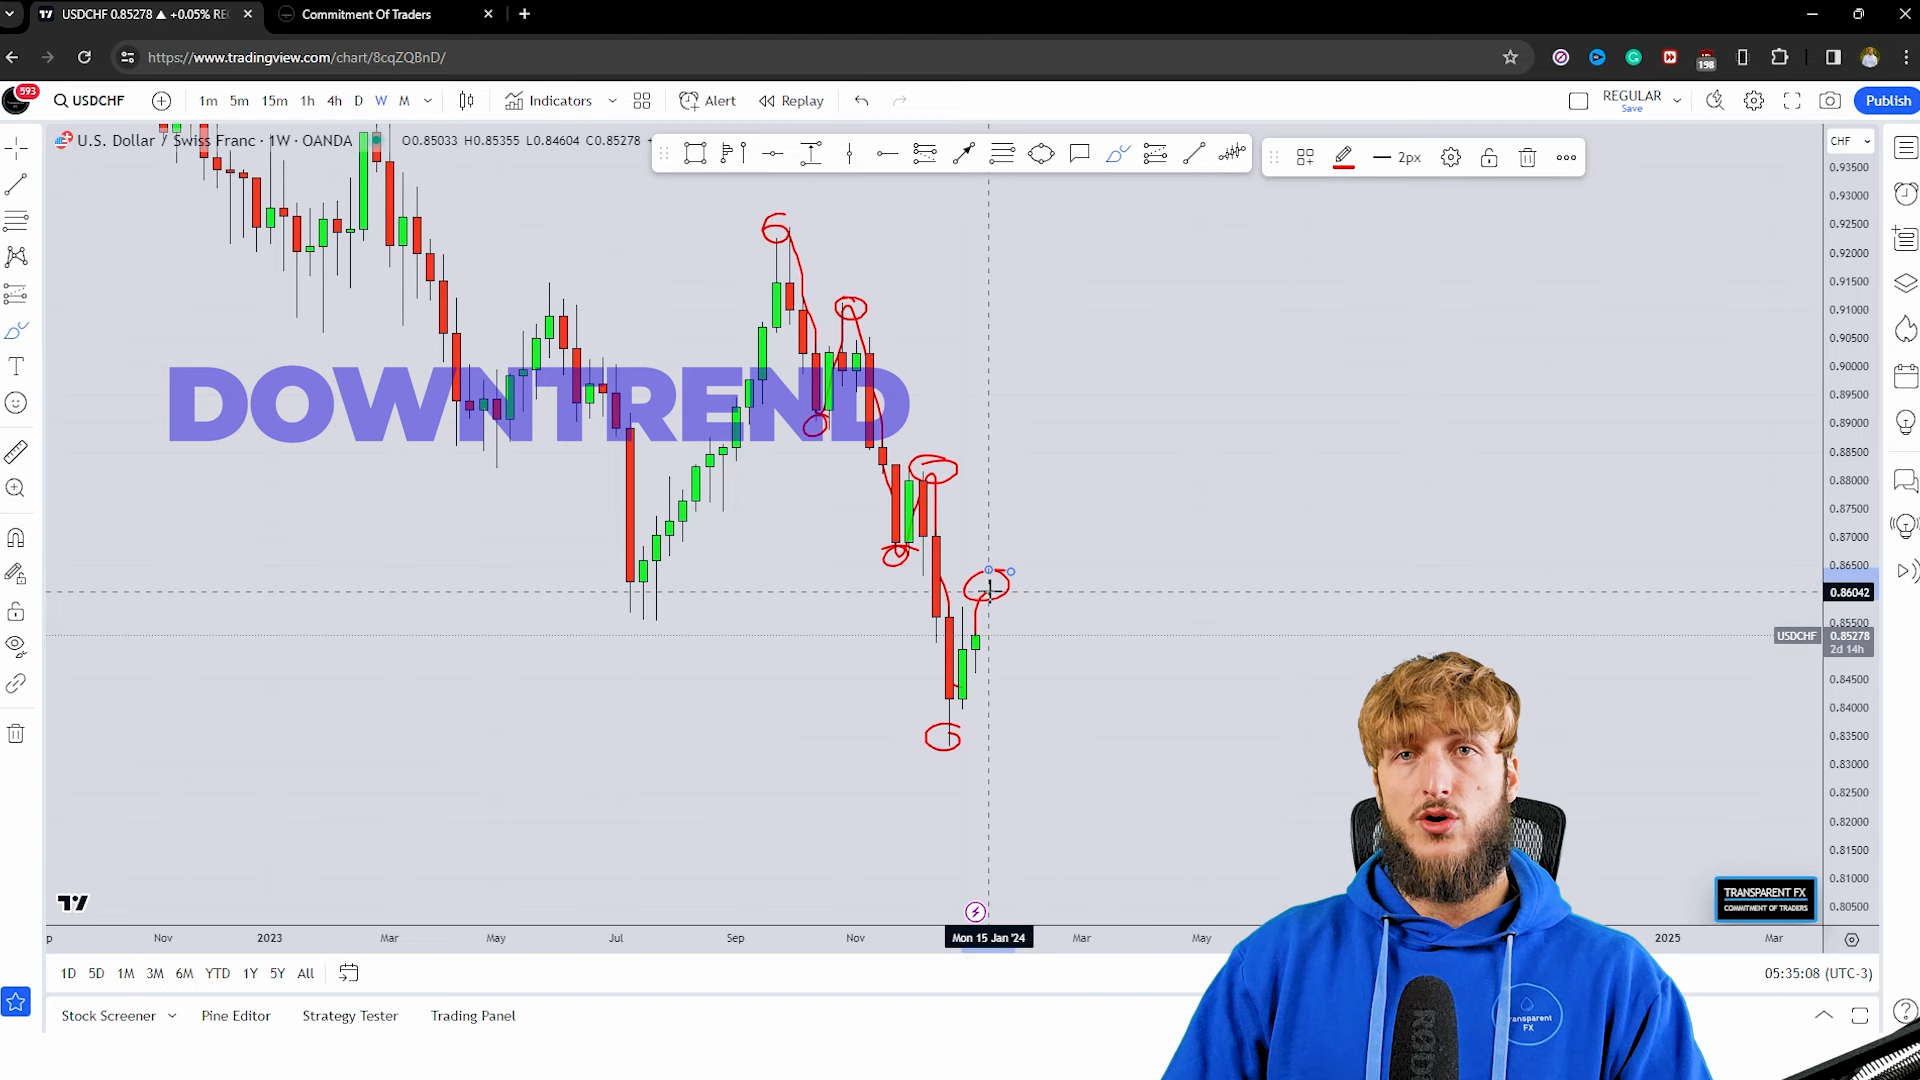 USDCHF 0.85278 ▲ +0.05% RE
Commitment Of Traders
https://www.tradingview.com/chart/8cqZQBnD/
198
593
USDCHF
1m 5m 15m 1h 4h D W M
Indicators
Alert
Replay
REGULAR
Save
Publish
U.S. Dollar / Swiss Franc · 1W · OANDA
O0.85033 H0.85355 L0.84604 C0.85278
2px
CHF
0.93500
0.93000
0.92500
0.92000
0.91500
0.91000
0.90500
0.90000
0.89500
0.89000
0.88500
0.88000
0.87500
0.87000
0.86500
0.86042
0.85500
USDCHF 0.85278
2d 14h
0.84500
0.84000
0.83500
0.83000
0.82500
0.82000
0.81500
0.81000
0.80500
DOWNTREND
TRANSPARENT FX
COMMITMENT OF TRADERS
Nov 2023 Mar May Jul Sep Nov Mon 15 Jan '24 Mar May 2025 Mar
1D 5D 1M 3M 6M YTD 1Y 5Y All
05:35:08 (UTC-3)
Stock Screener
Pine Editor
Strategy Tester
Trading Panel
ransparent
FX